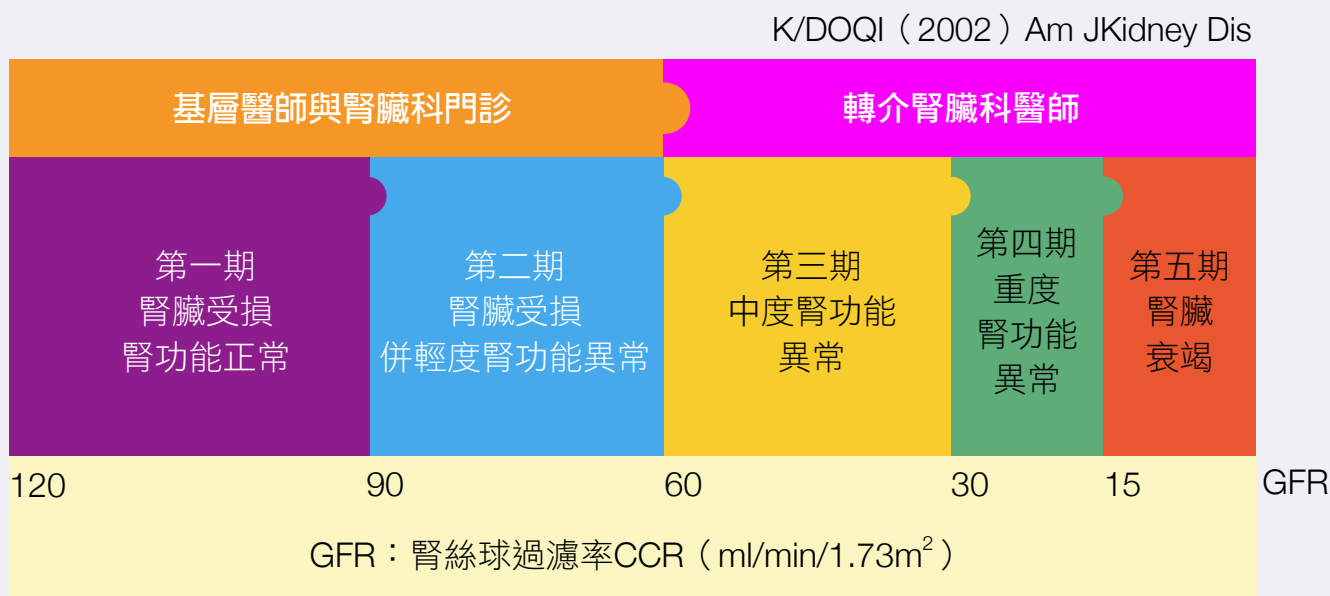 K/DOQI（2002）Am JKidney Dis
基層醫師與腎臟科門診
轉介腎臟科醫師
第一期
腎臟受損
腎功能正常
第二期
腎臟受損
併輕度腎功能異常
第三期
中度腎功能
異常
第四期
重度
腎功能
異常
第五期
腎臟
衰竭
120 90 60 30 15 GFR
GFR：腎絲球過濾率CCR（ml/min/1.73m²）